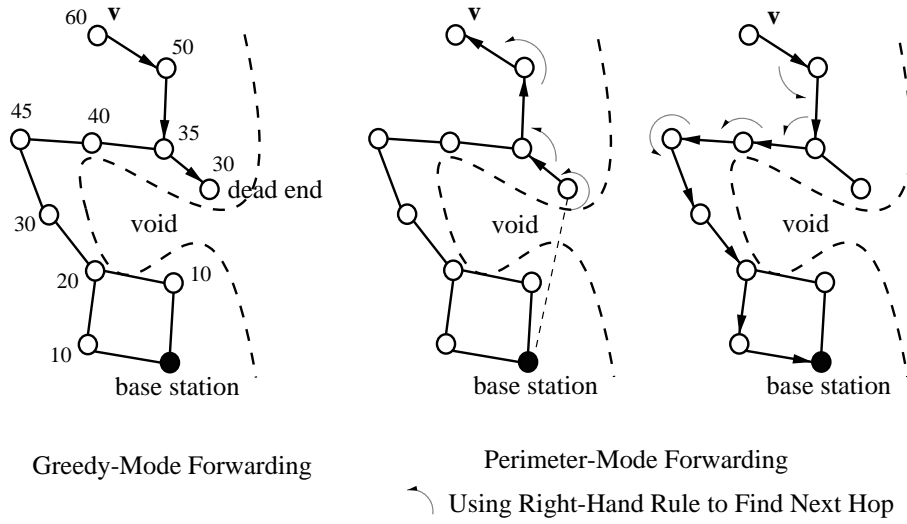 v
60
50
45
40
35
30
dead end
void
30
20
10
10
base station
v
void
base station
v
void
base station
Greedy-Mode Forwarding
Perimeter-Mode Forwarding
Using Right-Hand Rule to Find Next Hop